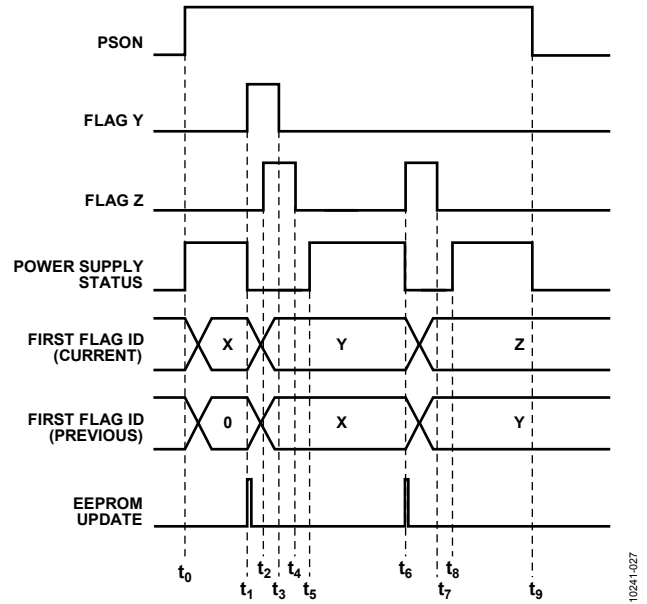 PSON
FLAG Y
FLAG Z
POWER SUPPLY
STATUS
FIRST FLAG ID
(CURRENT)
X
Y
Z
FIRST FLAG ID
(PREVIOUS)
0
X
Y
EEPROM
UPDATE
t0
t1
t2
t3
t4
t5
t6
t7
t8
t9
10241-027